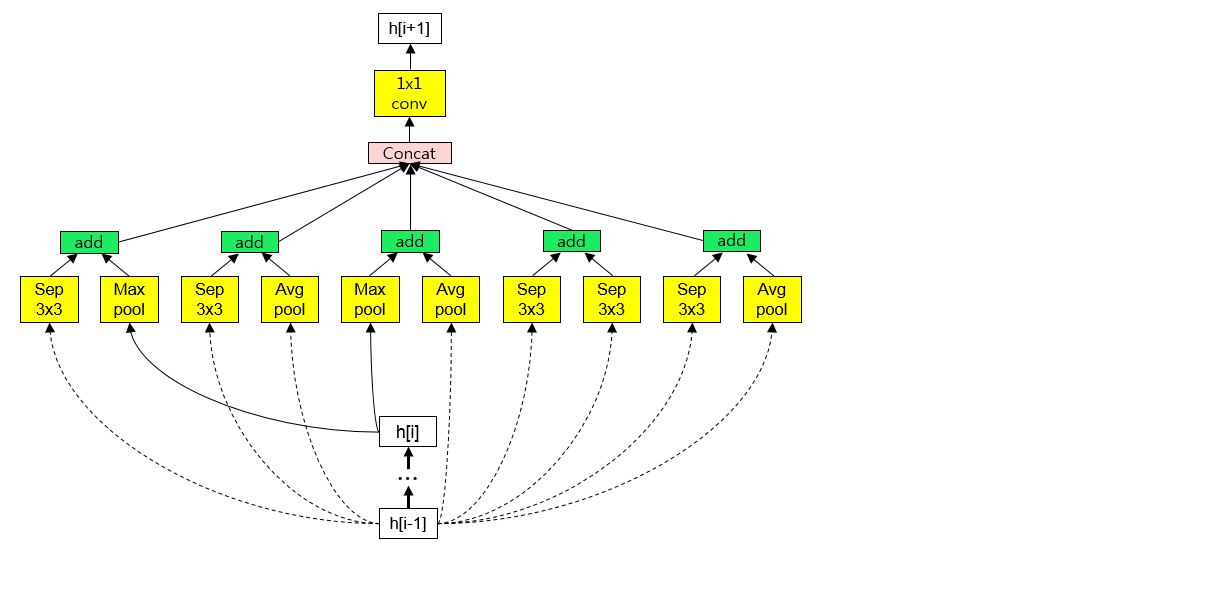 h[i+1]
1x1
conv
Concat
add
add
add
add
add
Sep
3x3
Max
pool
Sep
3x3
Avg
pool
Max
pool
Avg
pool
Sep
3x3
Sep
3x3
Sep
3x3
Avg
pool
h[i]
...
h[i-1]